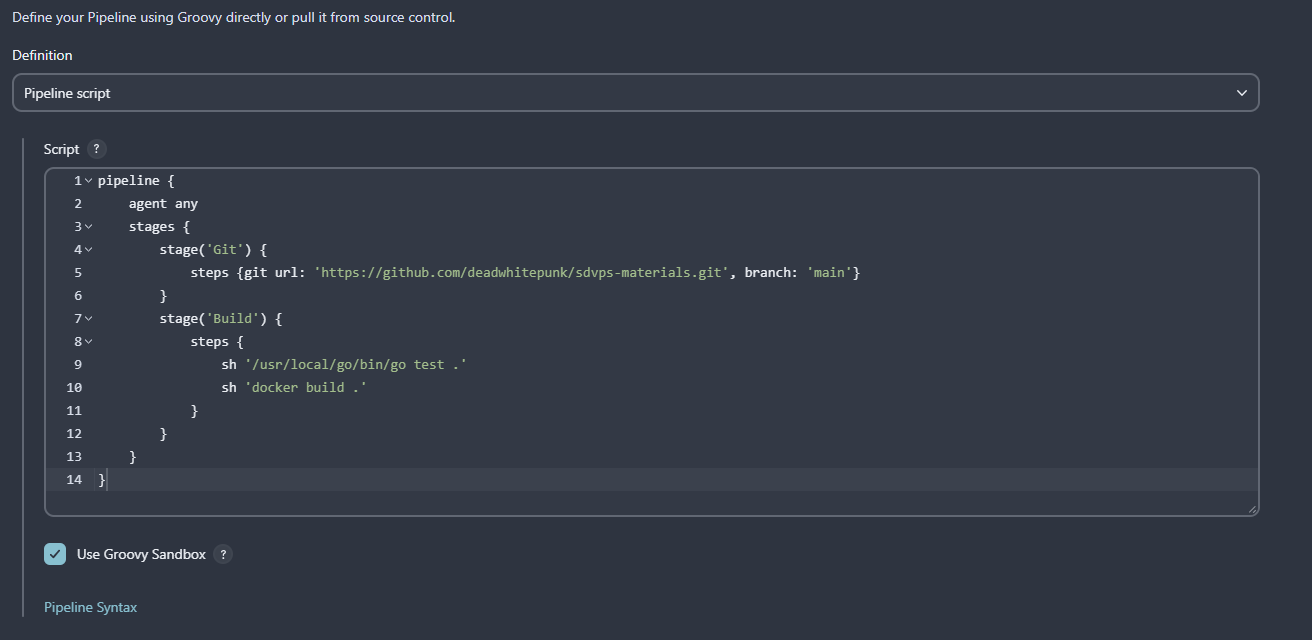 Define your Pipeline using Groovy directly or pull it from source control.
Definition
Pipeline script
Script ?
1 pipeline {
2     agent any
3     stages {
4         stage('Git') {
5             steps {git url: 'https://github.com/deadwhitepunk/sdvps-materials.git', branch: 'main'}
6         }
7         stage('Build') {
8             steps {
9                 sh '/usr/local/go/bin/go test .'
10                 sh 'docker build .'
11             }
12         }
13     }
14 }
Use Groovy Sandbox ?
Pipeline Syntax